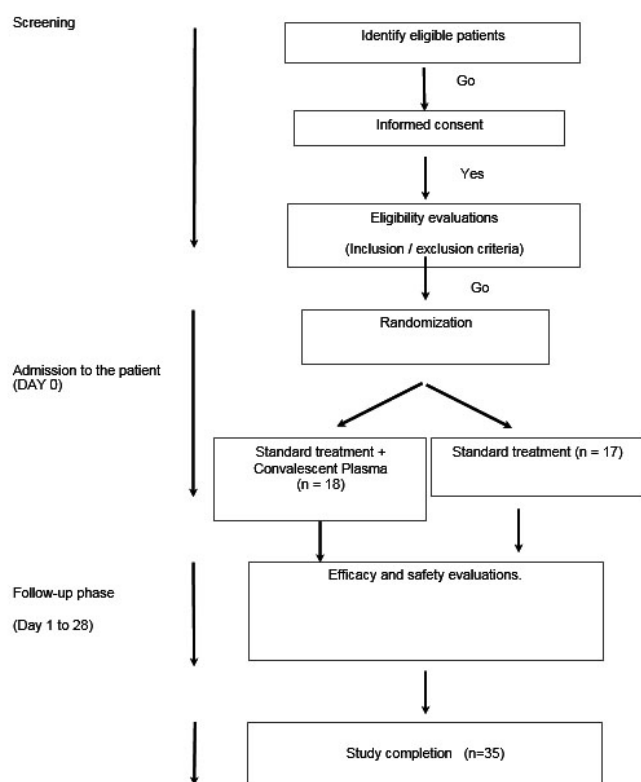 Screening
Identify eligible patients
Go
Informed consent
Yes
Eligibility evaluations
(Inclusion / exclusion criteria)
Go
Randomization
Admission to the patient
(DAY 0)
Standard treatment +
Convalescent Plasma
(n = 18)
Standard treatment (n = 17)
Efficacy and safety evaluations.
Follow-up phase
(Day 1 to 28)
Study completion (n=35)